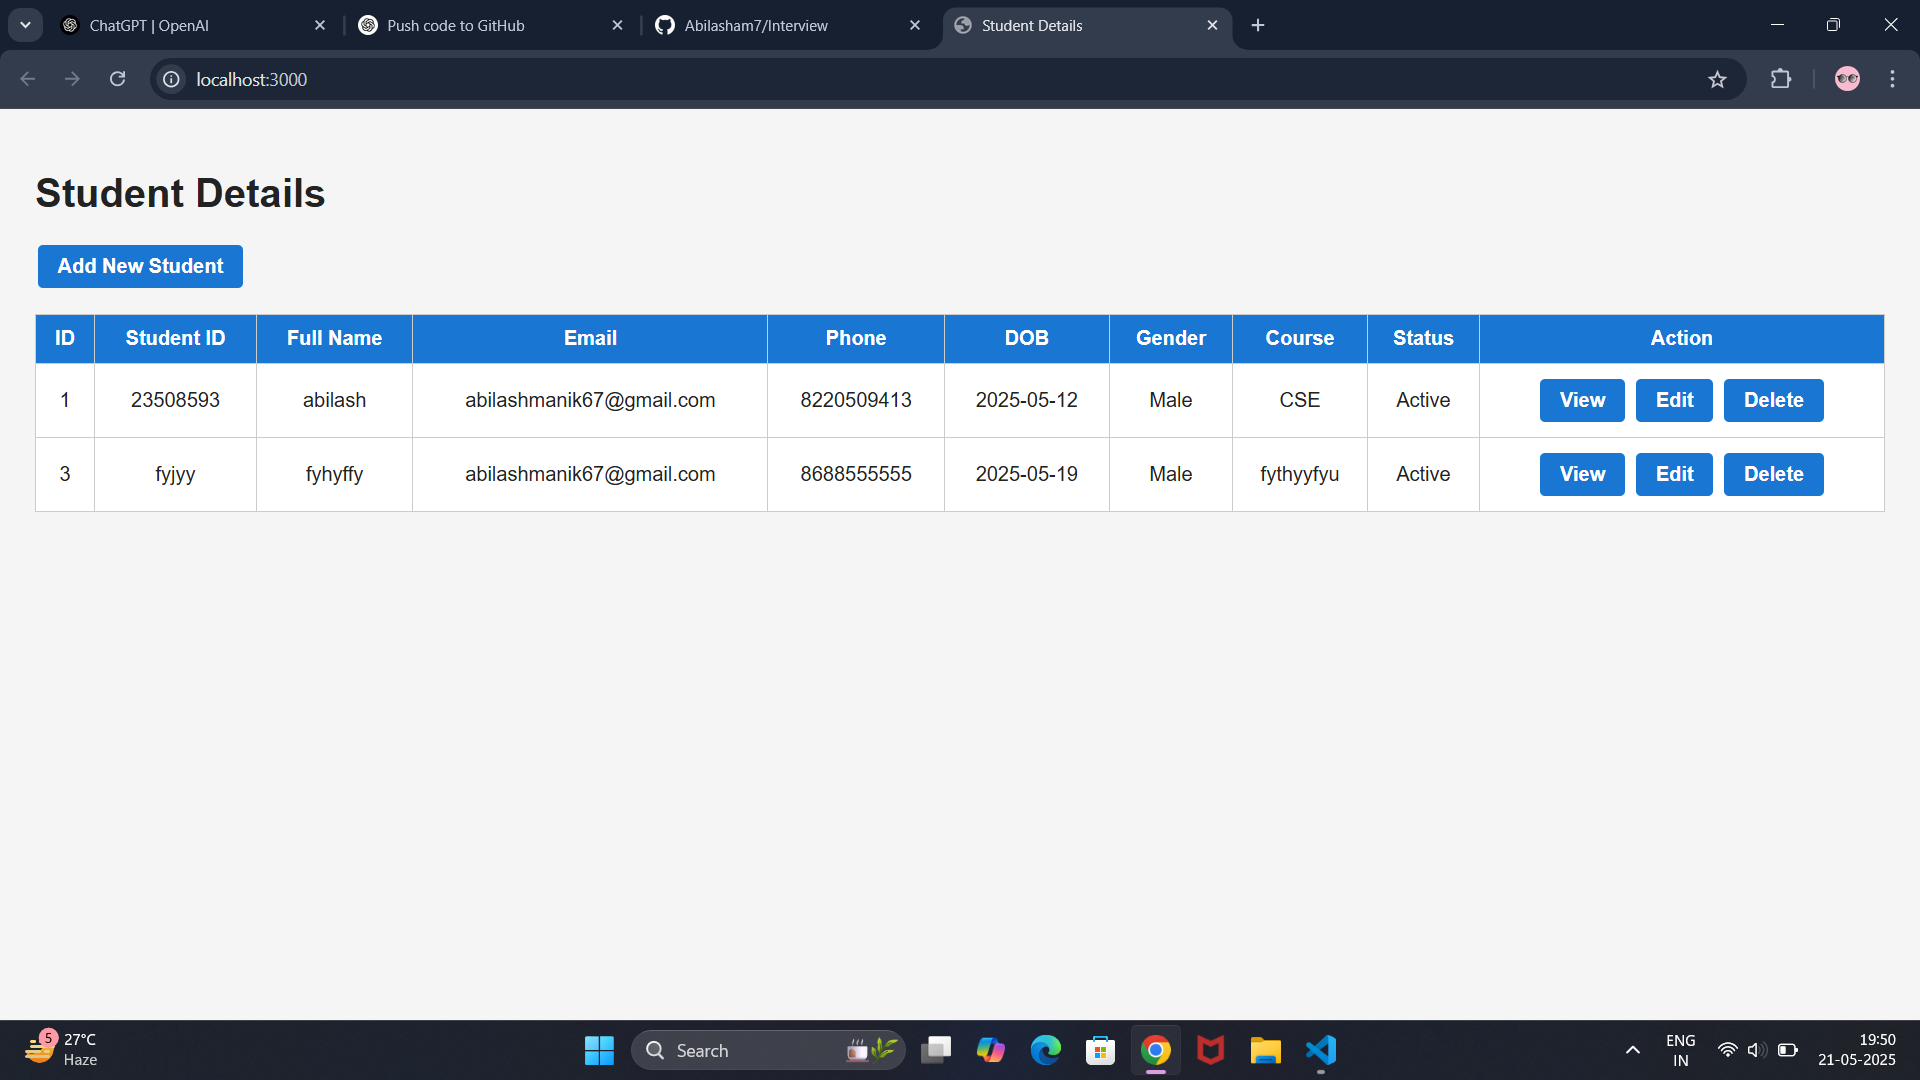 ChatGPT | OpenAI
Push code to GitHub
Abilasham7/Interview
Student Details
localhost:3000
Student Details
Add New Student
ID Student ID Full Name Email Phone DOB Gender Course Status Action
1 23508593 abilash abilashmanik67@gmail.com 8220509413 2025-05-12 Male CSE Active View Edit Delete
3 fyjyy fyhyffy abilashmanik67@gmail.com 8688555555 2025-05-19 Male fythyyfyu Active View Edit Delete
5 27°C
Haze
Search
ENG
IN
19:50
21-05-2025